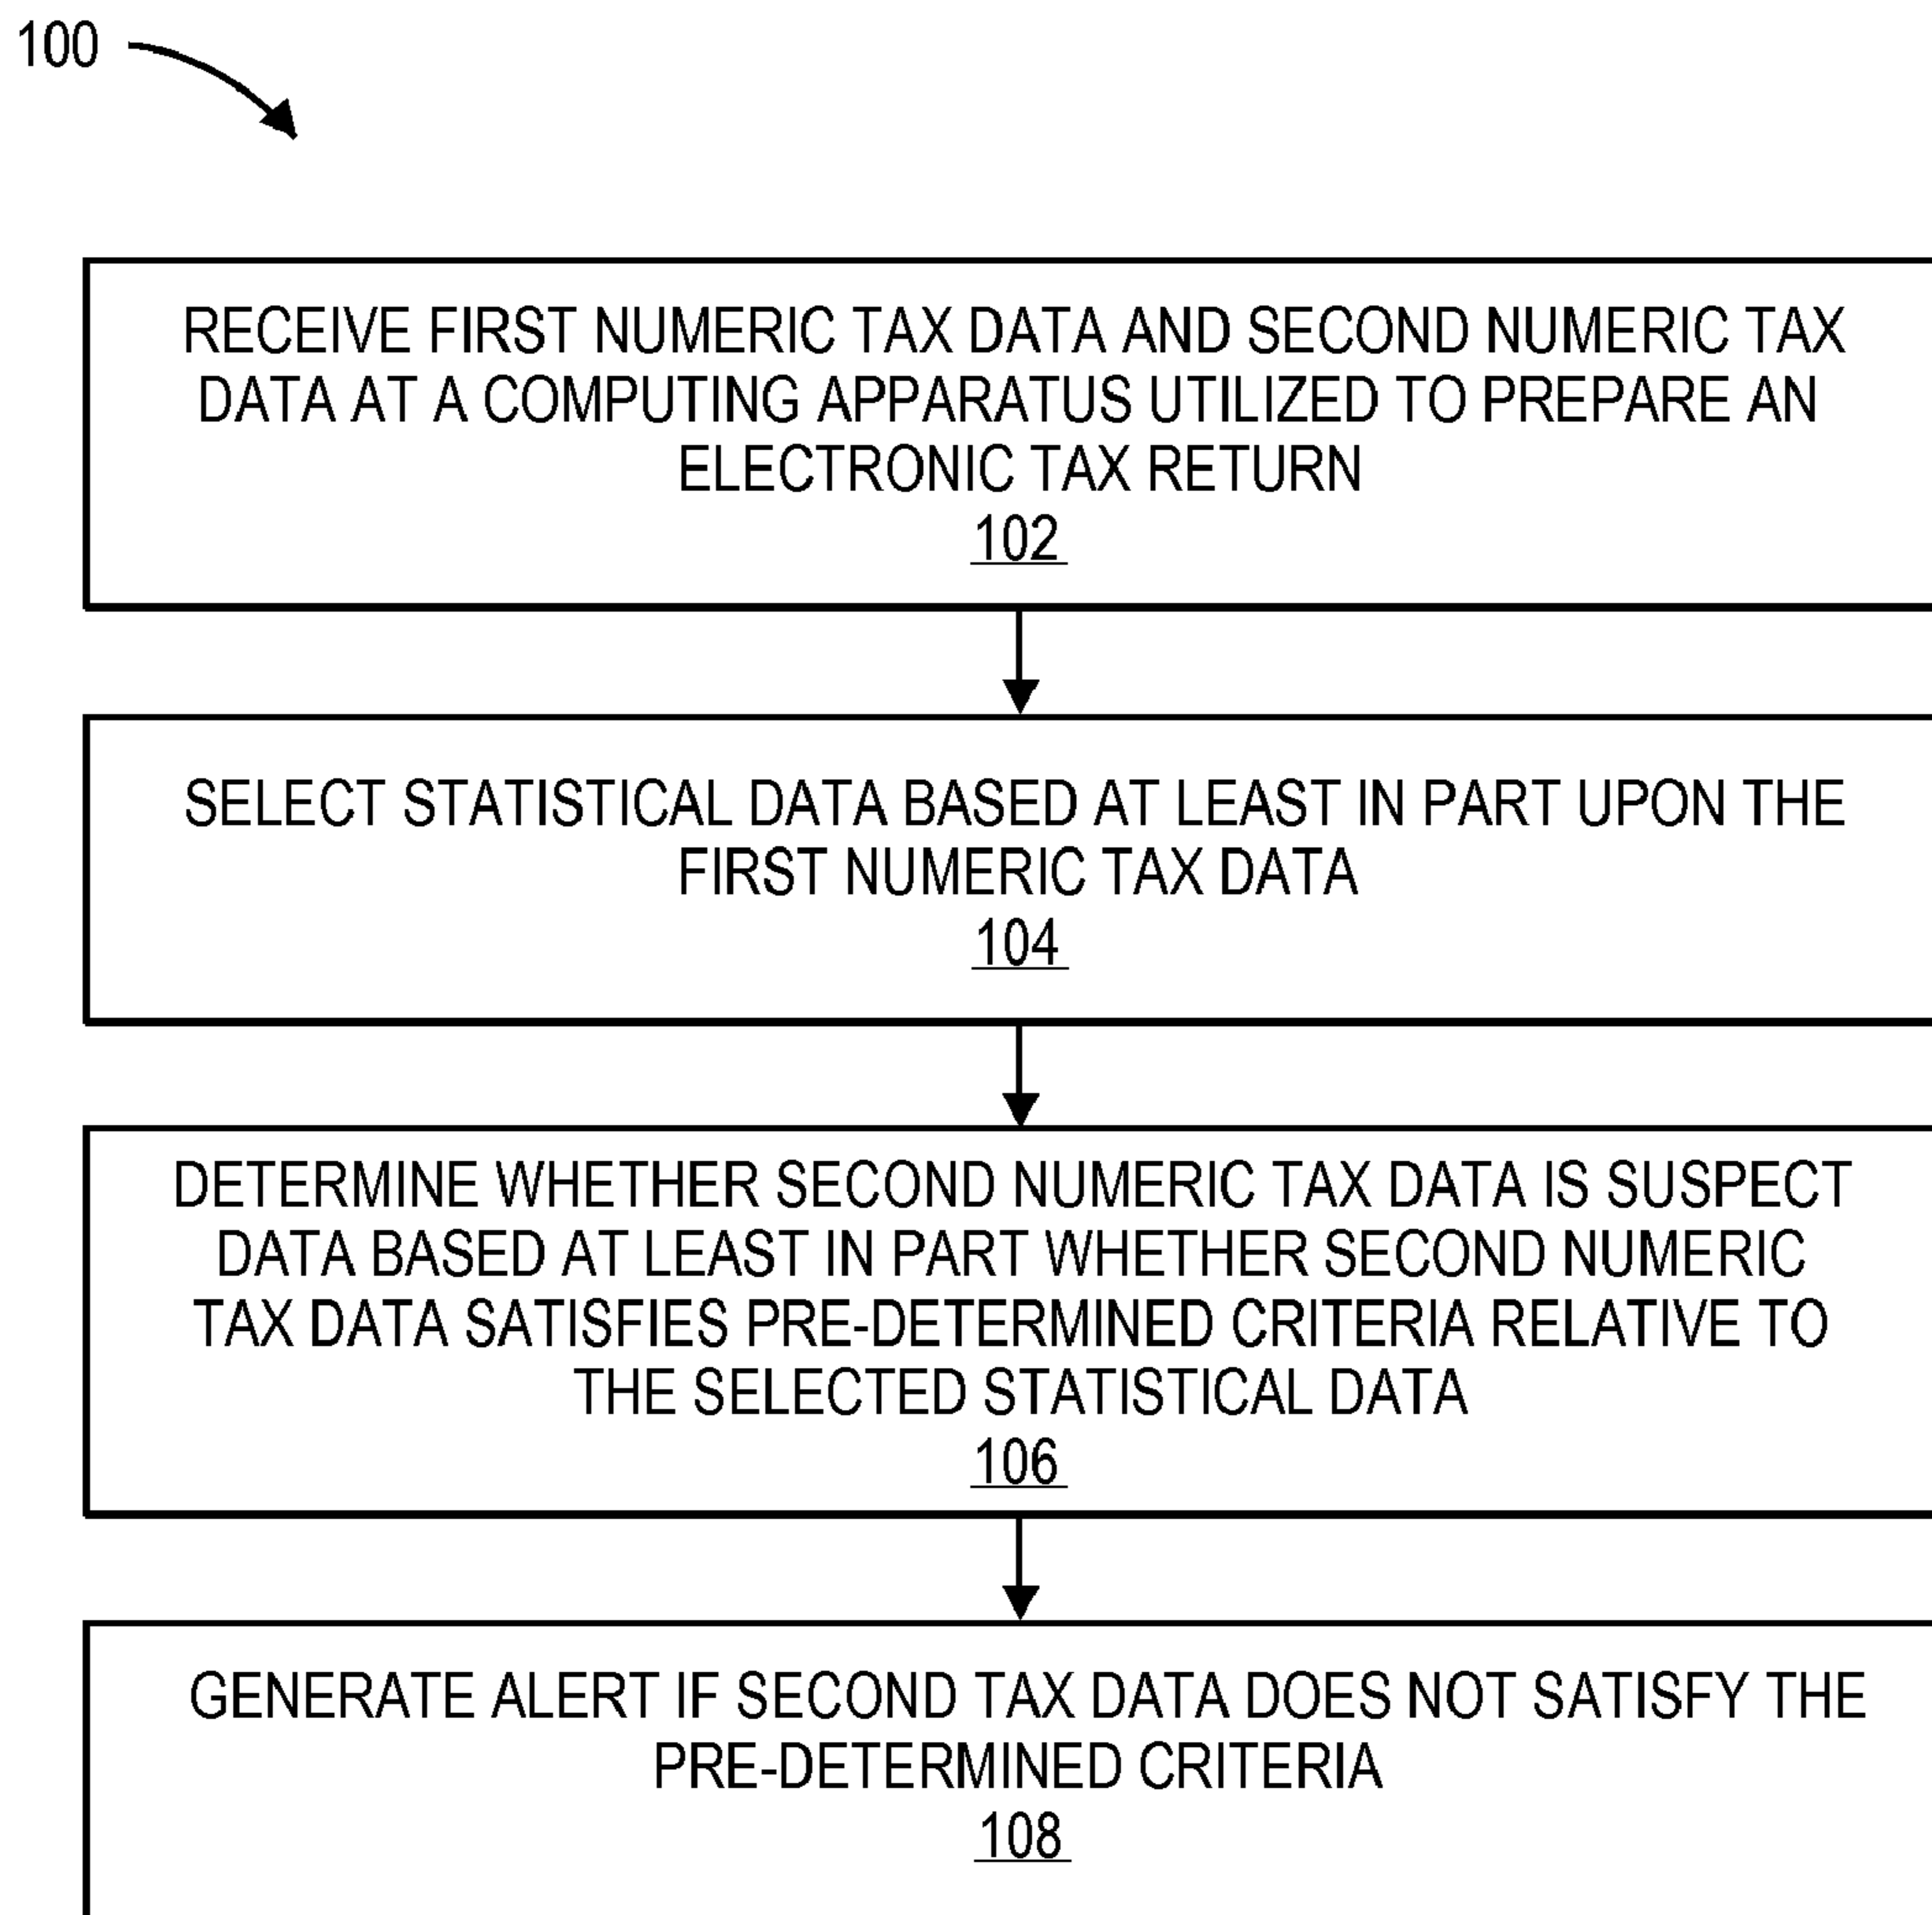 100
RECEIVE FIRST NUMERIC TAX DATA AND SECOND NUMERIC TAX
DATA AT A COMPUTING APPARATUS UTILIZED TO PREPARE AN
ELECTRONIC TAX RETURN
102
SELECT STATISTICAL DATA BASED AT LEAST IN PART UPON THE
FIRST NUMERIC TAX DATA
104
DETERMINE WHETHER SECOND NUMERIC TAX DATA IS SUSPECT
DATA BASED AT LEAST IN PART WHETHER SECOND NUMERIC
TAX DATA SATISFIES PRE-DETERMINED CRITERIA RELATIVE TO
THE SELECTED STATISTICAL DATA
106
GENERATE ALERT IF SECOND TAX DATA DOES NOT SATISFY THE
PRE-DETERMINED CRITERIA
108